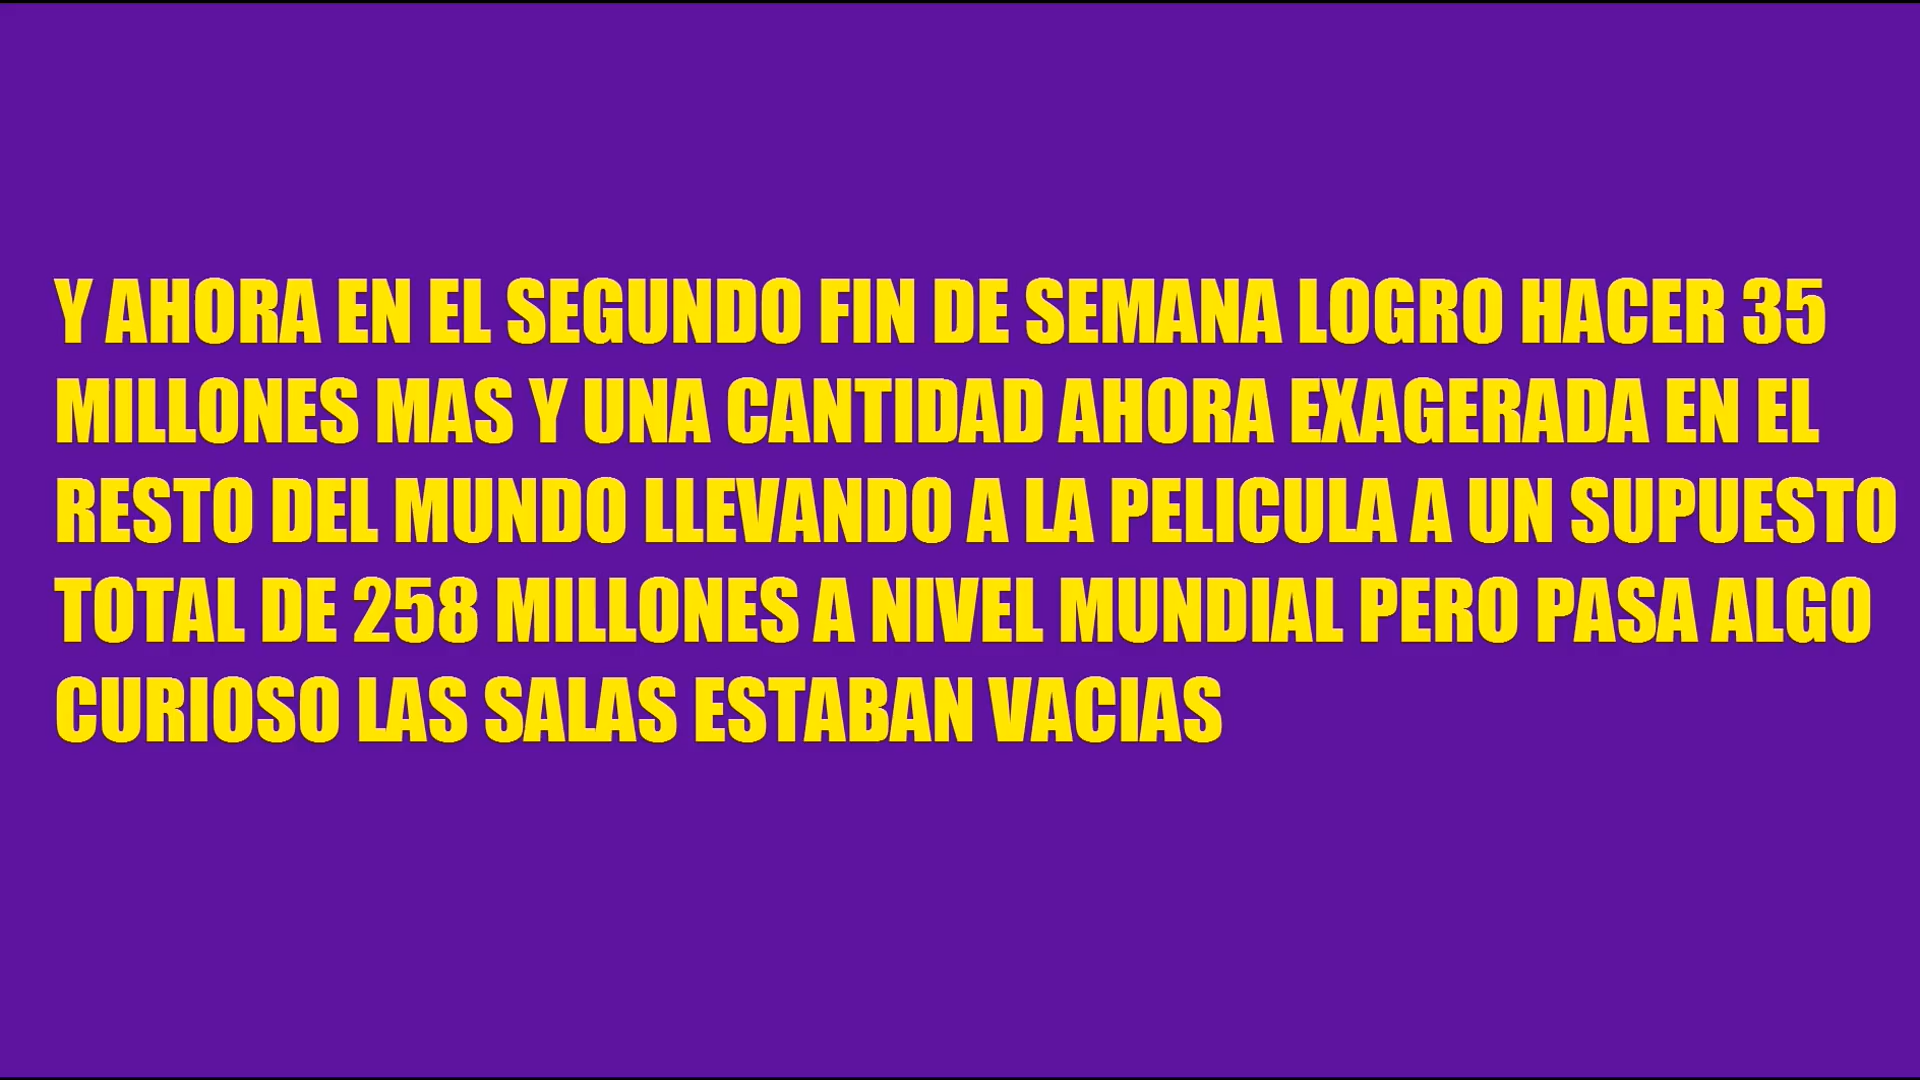 Y AHORA EN EL SEGUNDO FIN DE SEMANA LOGRO HACER 35
MILLONES MAS Y UNA CANTIDAD AHORA EXAGERADA EN EL
RESTO DEL MUNDO LLEVANDO A LA PELICULA A UN SUPUESTO
TOTAL DE 258 MILLONES A NIVEL MUNDIAL PERO PASA ALGO
CURIOSO LAS SALAS ESTABAN VACIAS